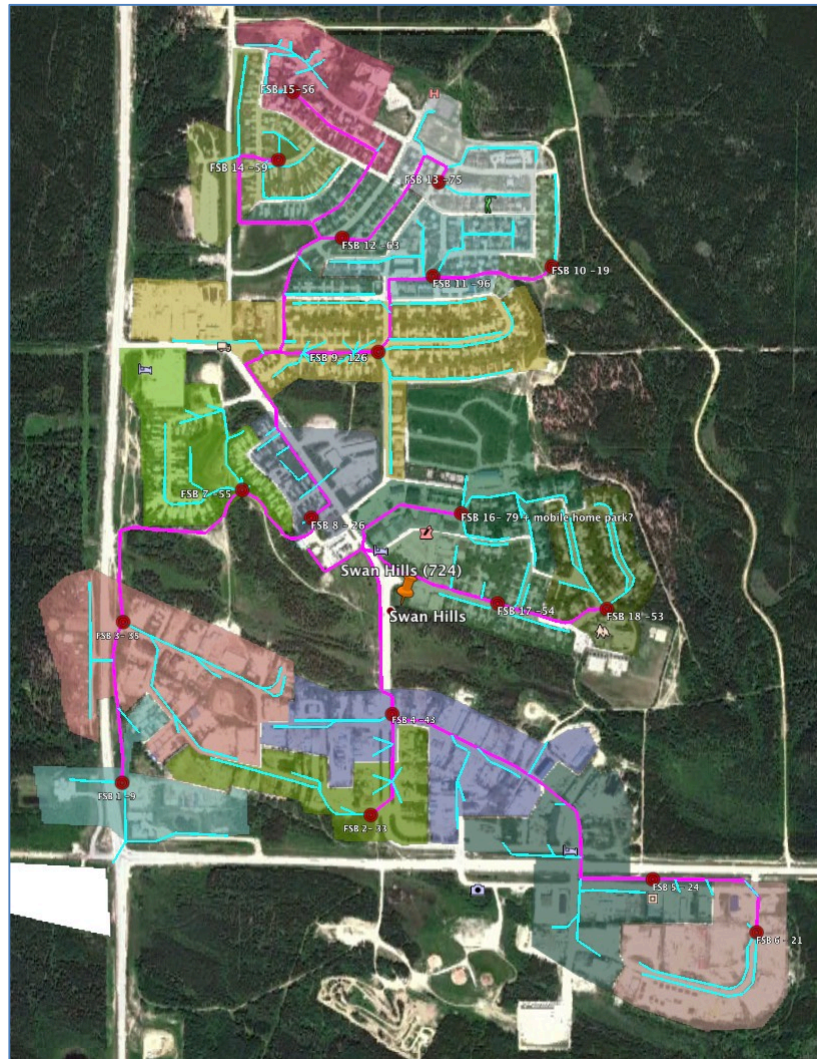 H
FSB 15-56
FSB 14 -59
FSB 13 -75
FSB 12 -63
FSB 10 -19
FSB 11 -96
FSB 9- 126
FSB 7 -55
FSB 8 - 26
FSB 16- 79 + mobile home park?
Swan Hills (724)
FSB 17 -54
FSB 18 -53
Swan Hills
FSB 3- 35
FSB 4 -43
FSB 1 -9
FSB 2- 33
FSB 5 - 24
FSB 6 - 21